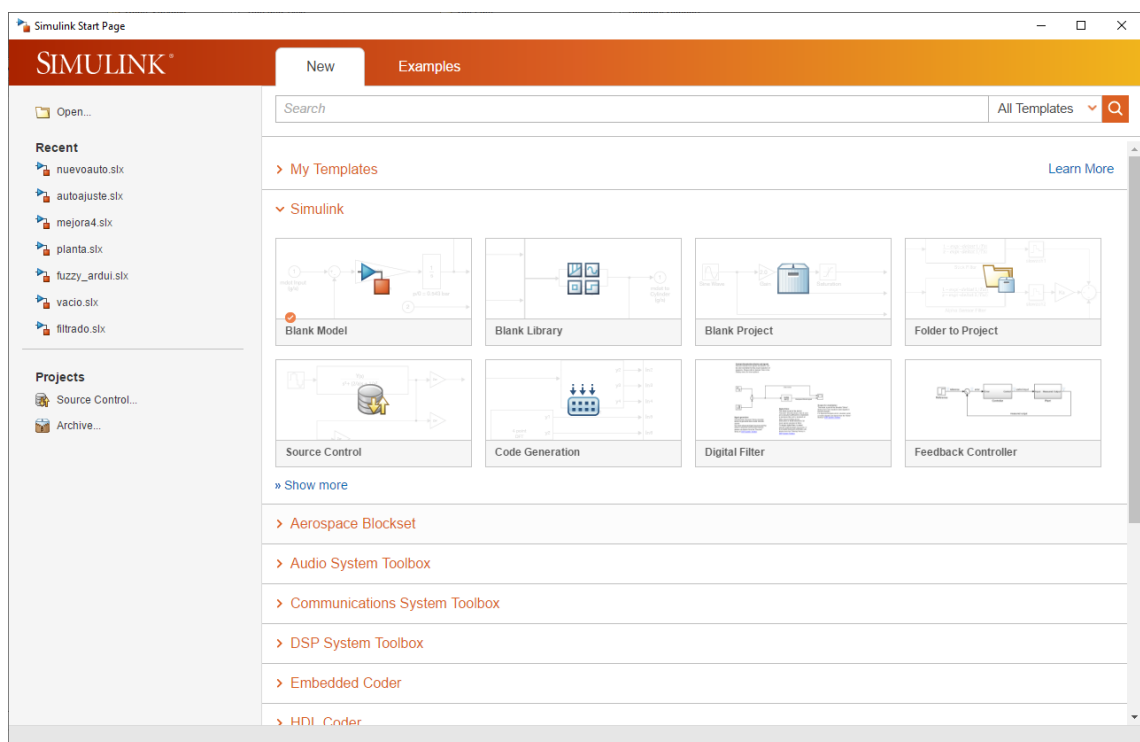 Simulink Start Page
SIMULINK®
New
Examples
Open...
Recent
nuevoauto.slx
autoajuste.slx
mejora4.slx
planta.slx
fuzzy_ardui.slx
vacio.slx
filtrado.slx
Projects
Source Control...
Archive...
Search
All Templates
> My Templates
Learn More
Simulink
Blank Model
Blank Library
Blank Project
Folder to Project
Source Control
Code Generation
Digital Filter
Feedback Controller
» Show more
> Aerospace Blockset
> Audio System Toolbox
> Communications System Toolbox
> DSP System Toolbox
> Embedded Coder
> HDL Coder